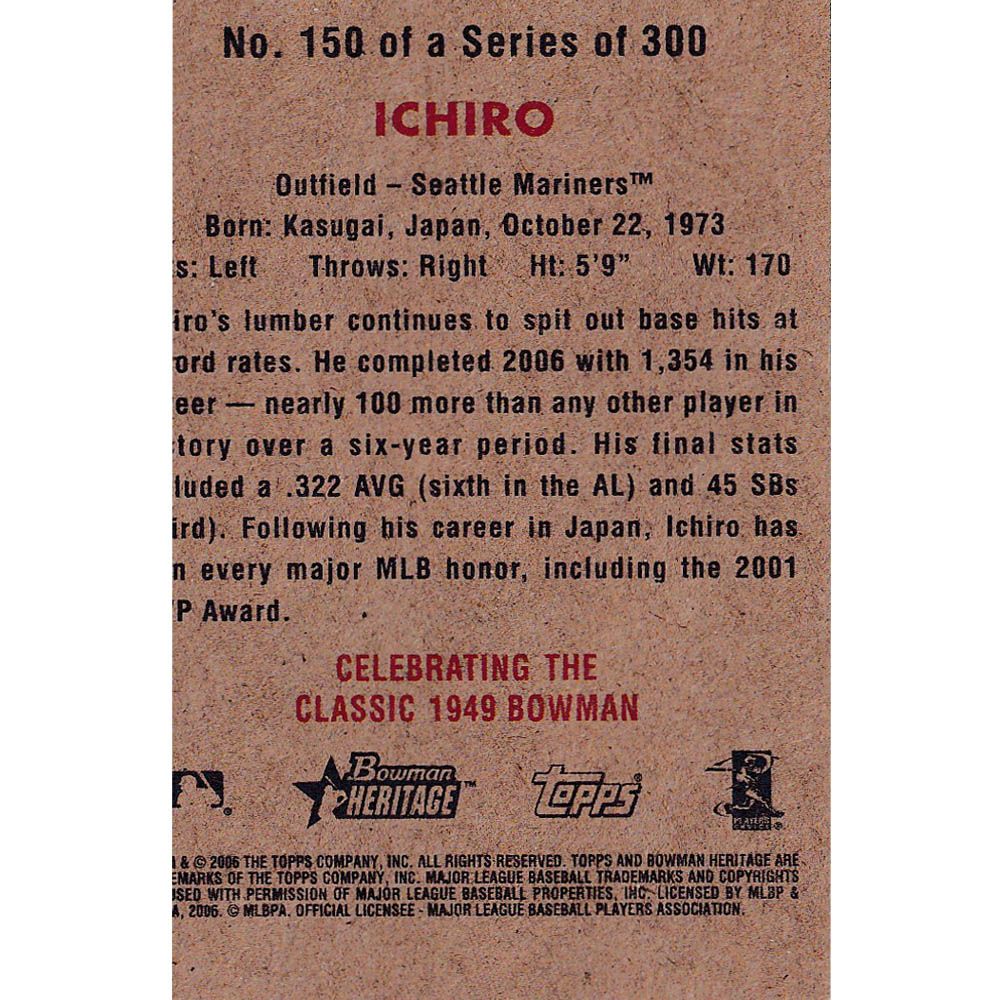 No. 150 of a Series of 300
ICHIRO
Outfield – Seattle Mariners™
Born: Kasugai, Japan, October 22, 1973
s: Left Throws: Right Ht: 5'9" Wt: 170
iro's lumber continues to spit out base hits at
ord rates. He completed 2006 with 1,354 in his
eer — nearly 100 more than any other player in
tory over a six-year period. His final stats
luded a .322 AVG (sixth in the AL) and 45 SBs
ird). Following his career in Japan, Ichiro has
n every major MLB honor, including the 2001
P Award.
CELEBRATING THE
CLASSIC 1949 BOWMAN
Bowman HERITAGE™ Topps® PLAYERS CHOICE®
& © 2006 THE TOPPS COMPANY, INC. ALL RIGHTS RESERVED. TOPPS AND BOWMAN HERITAGE ARE
EMARKS OF THE TOPPS COMPANY, INC. MAJOR LEAGUE BASEBALL TRADEMARKS AND COPYRIGHTS
USED WITH PERMISSION OF MAJOR LEAGUE BASEBALL PROPERTIES, INC. LICENSED BY MLBP &
A, 2006. © MLBPA. OFFICIAL LICENSEE - MAJOR LEAGUE BASEBALL PLAYERS ASSOCIATION.